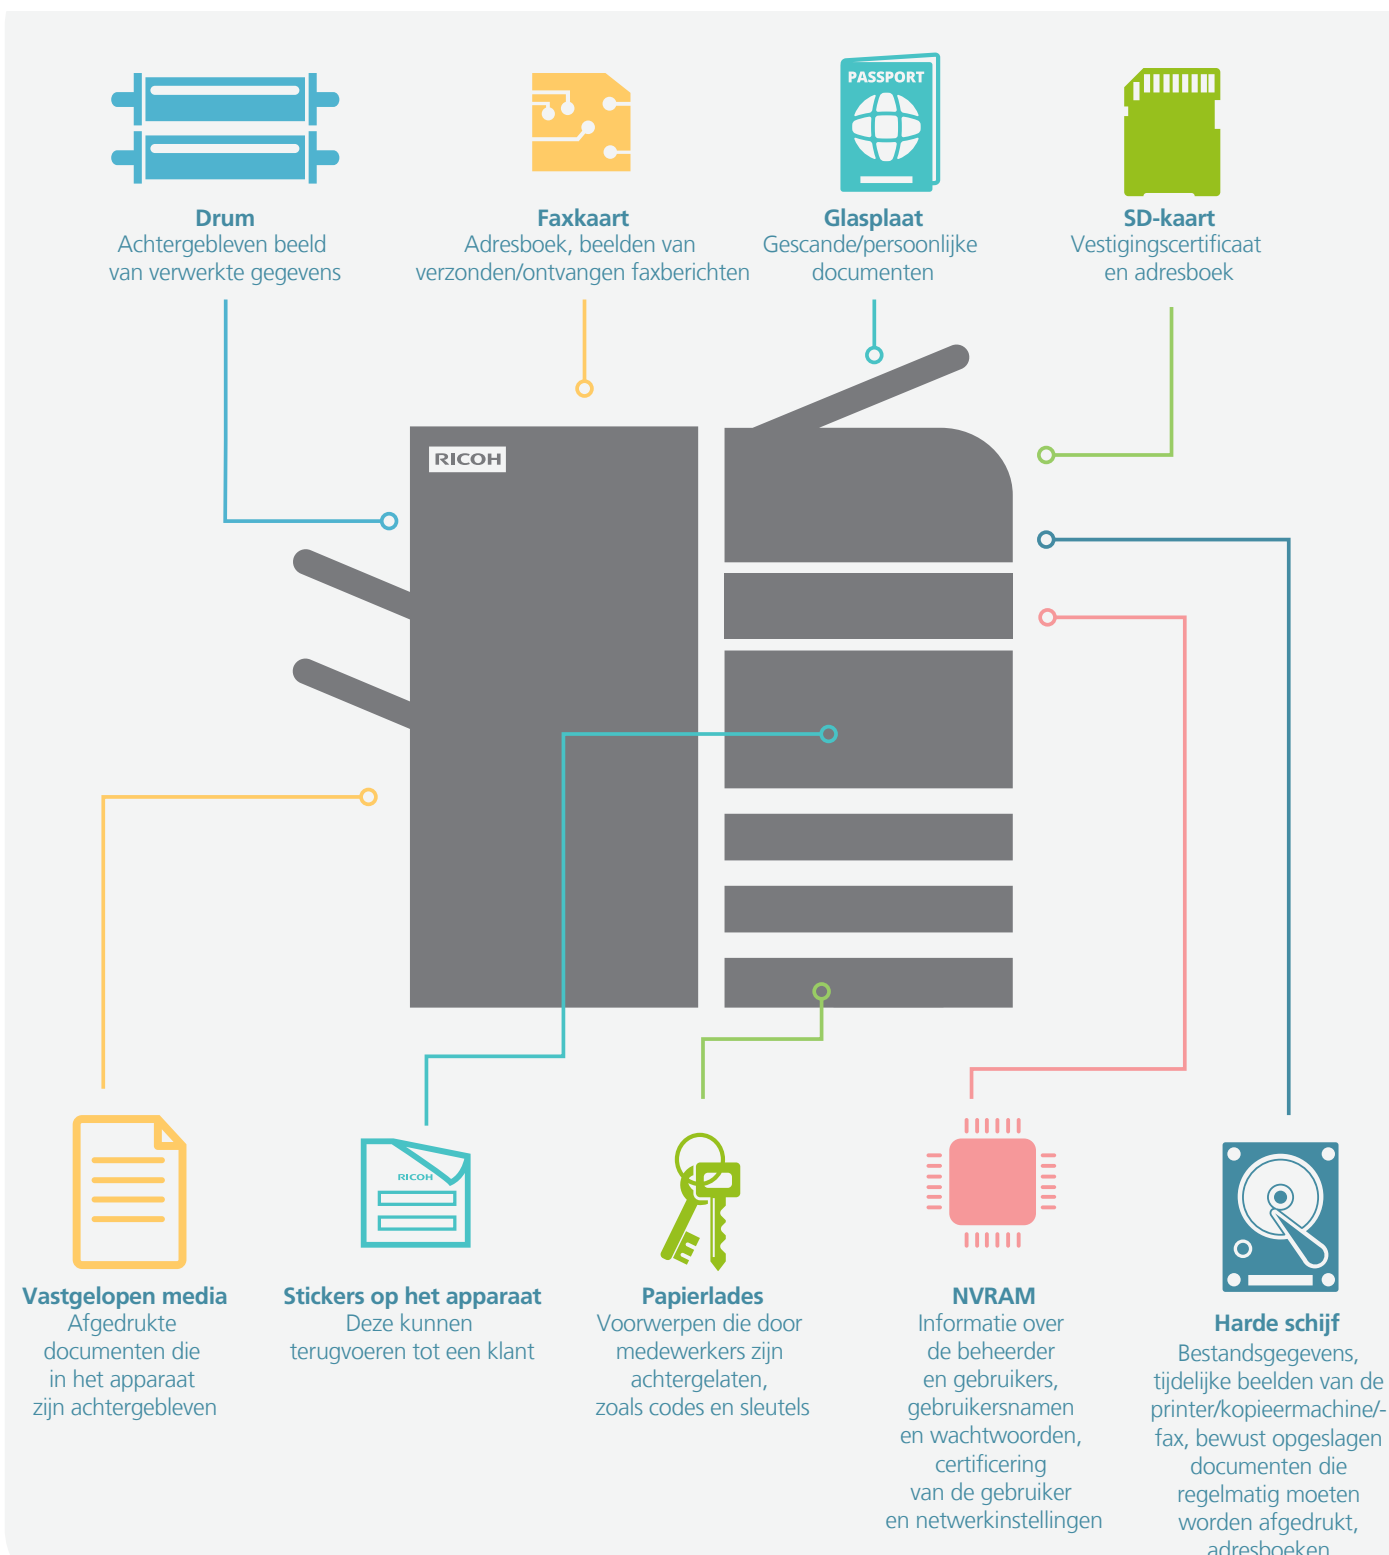 PASSPORT
Drum
Achtergebleven beeld
van verwerkte gegevens
Faxkaart
Adresboek, beelden van
verzonden/ontvangen faxberichten
Glasplaat
Gescande/persoonlijke
documenten
SD-kaart
Vestigingscertificaat
en adresboek
RICOH
RICOH
Vastgelopen media
Afgedrukte
documenten die
in het apparaat
zijn achtergebleven
Stickers op het apparaat
Deze kunnen
terugvoeren tot een klant
Papierlades
Voorwerpen die door
medewerkers zijn
achtergelaten,
zoals codes en sleutels
NVRAM
Informatie over
de beheerder
en gebruikers,
gebruikersnamen
en wachtwoorden,
certificering
van de gebruiker
en netwerkinstellingen
Harde schijf
Bestandsgegevens,
tijdelijke beelden van de
printer/kopieermachine/-
fax, bewust opgeslagen
documenten die
regelmatig moeten
worden afgedrukt,
adresboeken